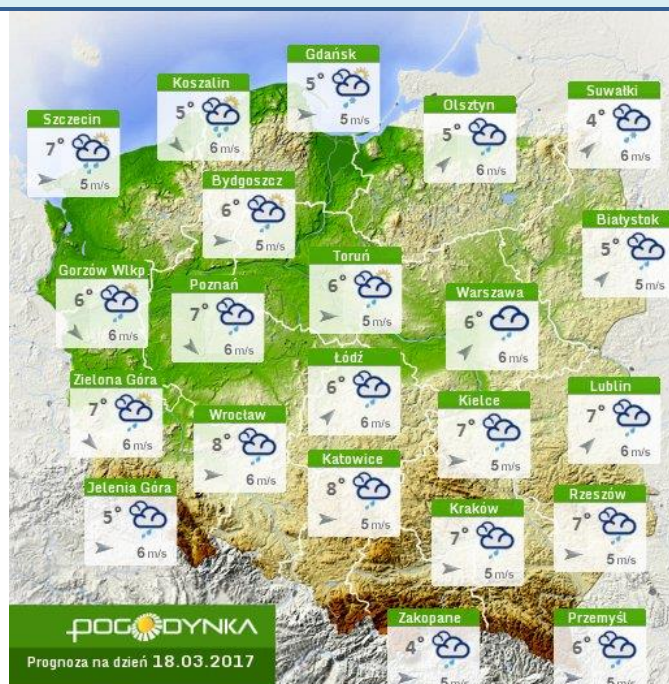 Gdańsk
5°
5 m/s
Koszalin
5°
6 m/s
Suwałki
4°
6 m/s
Olsztyn
5°
6 m/s
Szczecin
7°
5 m/s
Bydgoszcz
6°
5 m/s
Białystok
5°
5 m/s
Toruń
6°
5 m/s
Gorzów Wlkp.
6°
6 m/s
Poznań
7°
6 m/s
Warszawa
6°
6 m/s
Łódź
6°
6 m/s
Zielona Góra
7°
6 m/s
Lublin
7°
6 m/s
Kielce
7°
5 m/s
Wrocław
8°
6 m/s
Katowice
8°
5 m/s
Jelenia Góra
5°
6 m/s
Rzeszów
7°
5 m/s
Kraków
7°
5 m/s
Zakopane
4°
5 m/s
Przemyśl
6°
5 m/s
POGODYNKA
Prognoza na dzień 18.03.2017